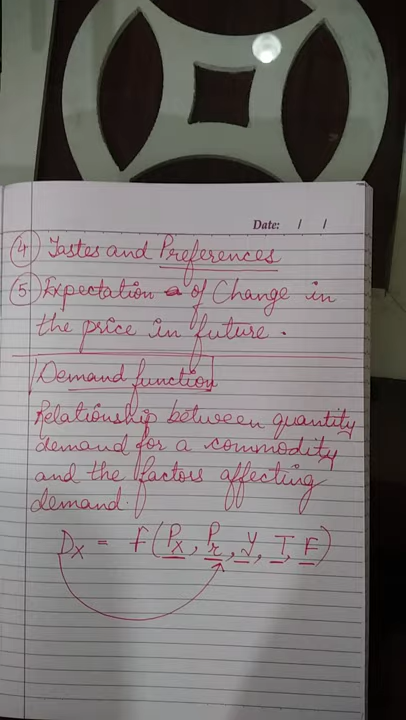 Date: / /
④ Tastes and Preferences
⑤ Expectation of Change in
the price in future.
Demand function
Relationship between quantity
demand for a commodity
and the factors affecting
demand.
Dx = f(Px, Pr, Y, T, F)